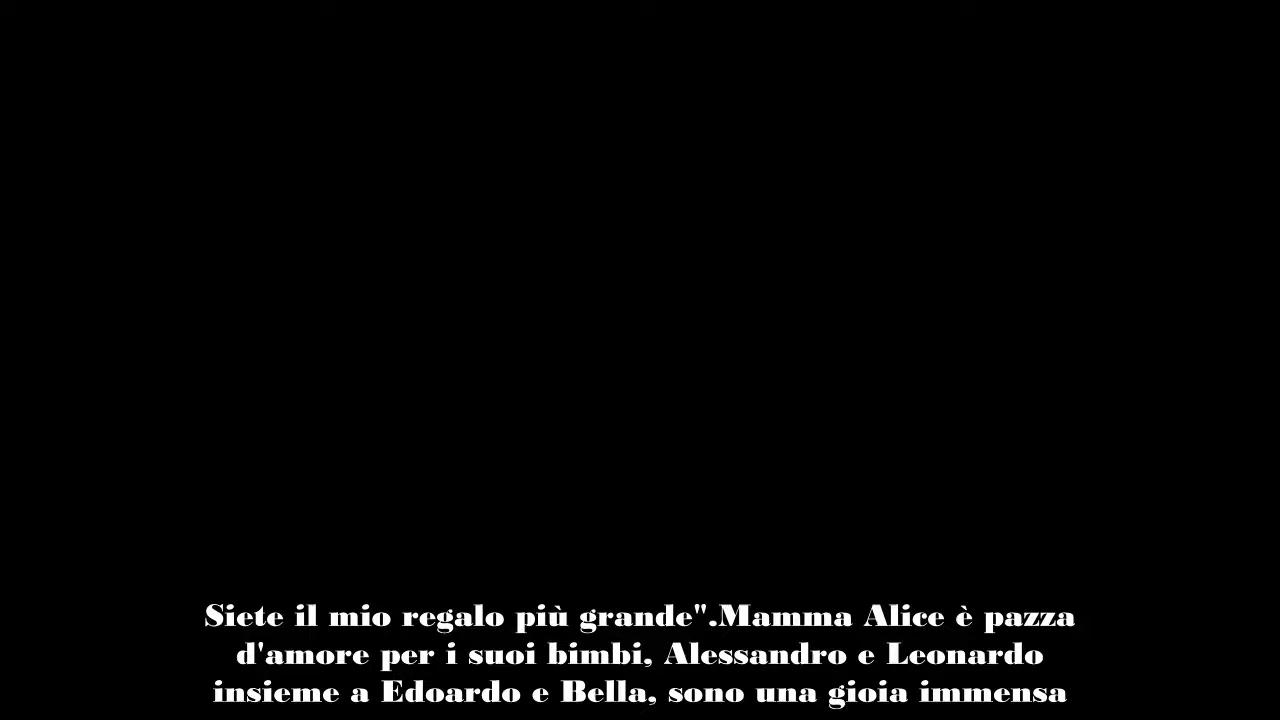 Siete il mio regalo più grande".Mamma Alice è pazza
d'amore per i suoi bimbi, Alessandro e Leonardo
insieme a Edoardo e Bella, sono una gioia immensa